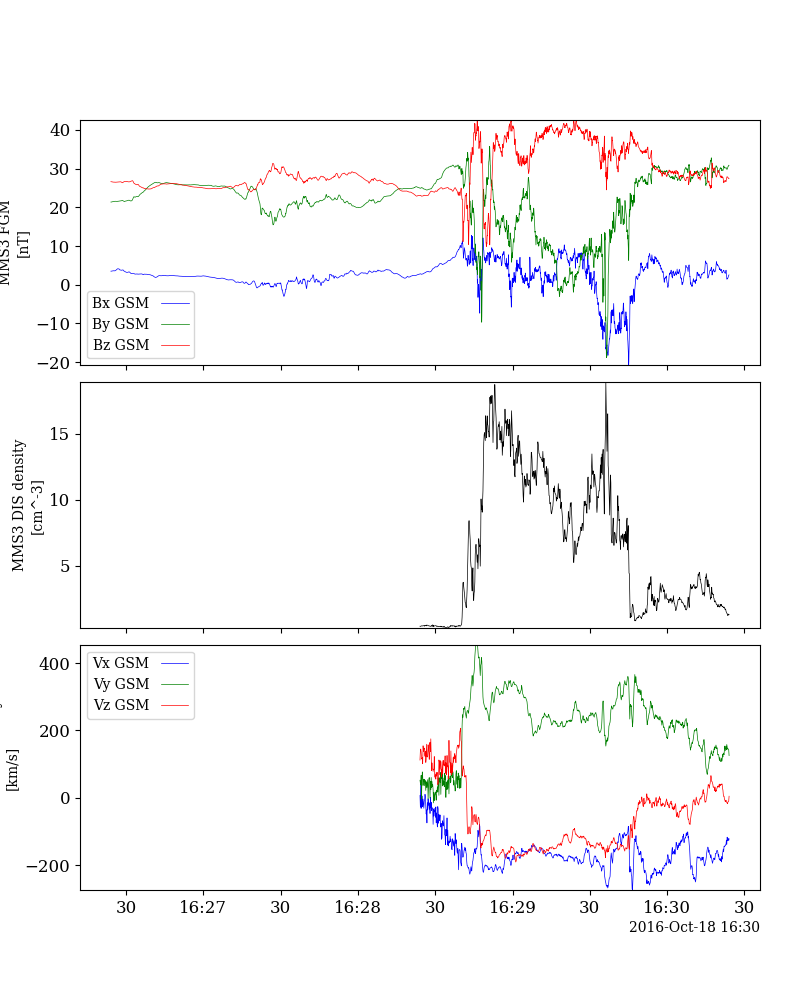 40
30
20
10
0
−10
−20
MMS3 FGM
[nT]
Bx GSM
By GSM
Bz GSM
15
10
5
MMS3 DIS density
[cm^-3]
400
200
0
−200
[km/s]
Vx GSM
Vy GSM
Vz GSM
30 16:27 30 16:28 30 16:29 30 16:30 30
2016-Oct-18 16:30